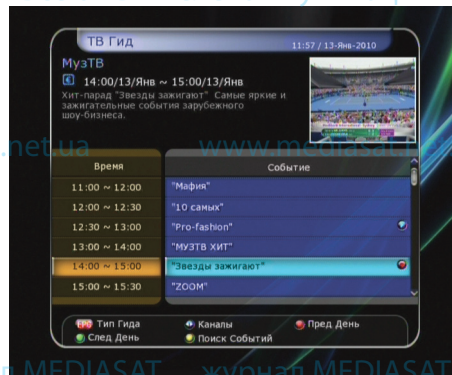 ТВ Гид
11:57 / 13-Янв-2010
МузТВ
14:00/13/Янв ~ 15:00/13/Янв
Хит-парад "Звезды зажигают" Самые яркие и
зажигательные события зарубежного
шоу-бизнеса.
.net.ua
www.mediasat.
Время Событие
11:00 ~ 12:00 "Мафия"
12:00 ~ 12:30 "10 самых"
12:30 ~ 13:00 "Pro-fashion"
13:00 ~ 14:00 "МУЗТВ ХИТ"
14:00 ~ 15:00 "Звезды зажигают"
15:00 ~ 15:30 "ZOOM"
EPG Тип Гида Каналы Пред День
След День Поиск Событий
л MEDIASAT журнал MEDIASAT